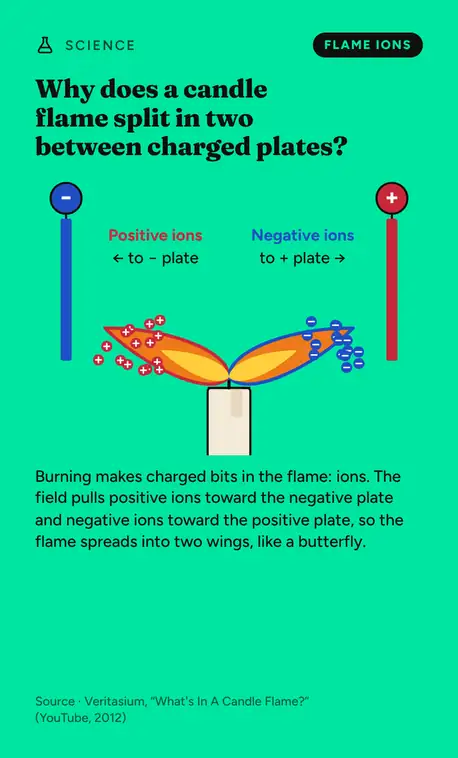 SCIENCE
FLAME IONS
Why does a candle
flame split in two
between charged plates?
−
+
Positive ions
← to − plate
Negative ions
to + plate →
Burning makes charged bits in the flame: ions. The
field pulls positive ions toward the negative plate
and negative ions toward the positive plate, so the
flame spreads into two wings, like a butterfly.
Source · Veritasium, “What's In A Candle Flame?”
(YouTube, 2012)